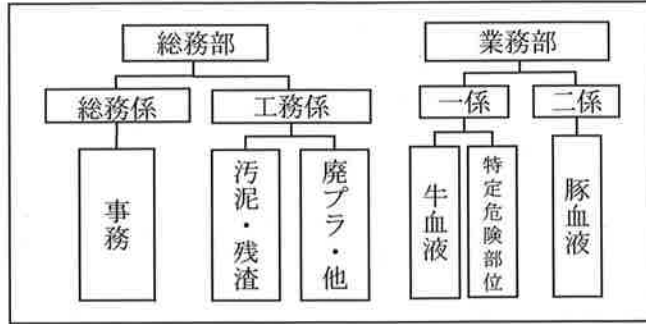 総務部
業務部
総務係
工務係
一係
二係
事務
汚泥・残渣
廃プラ・他
牛血液
特定危険部位
豚血液